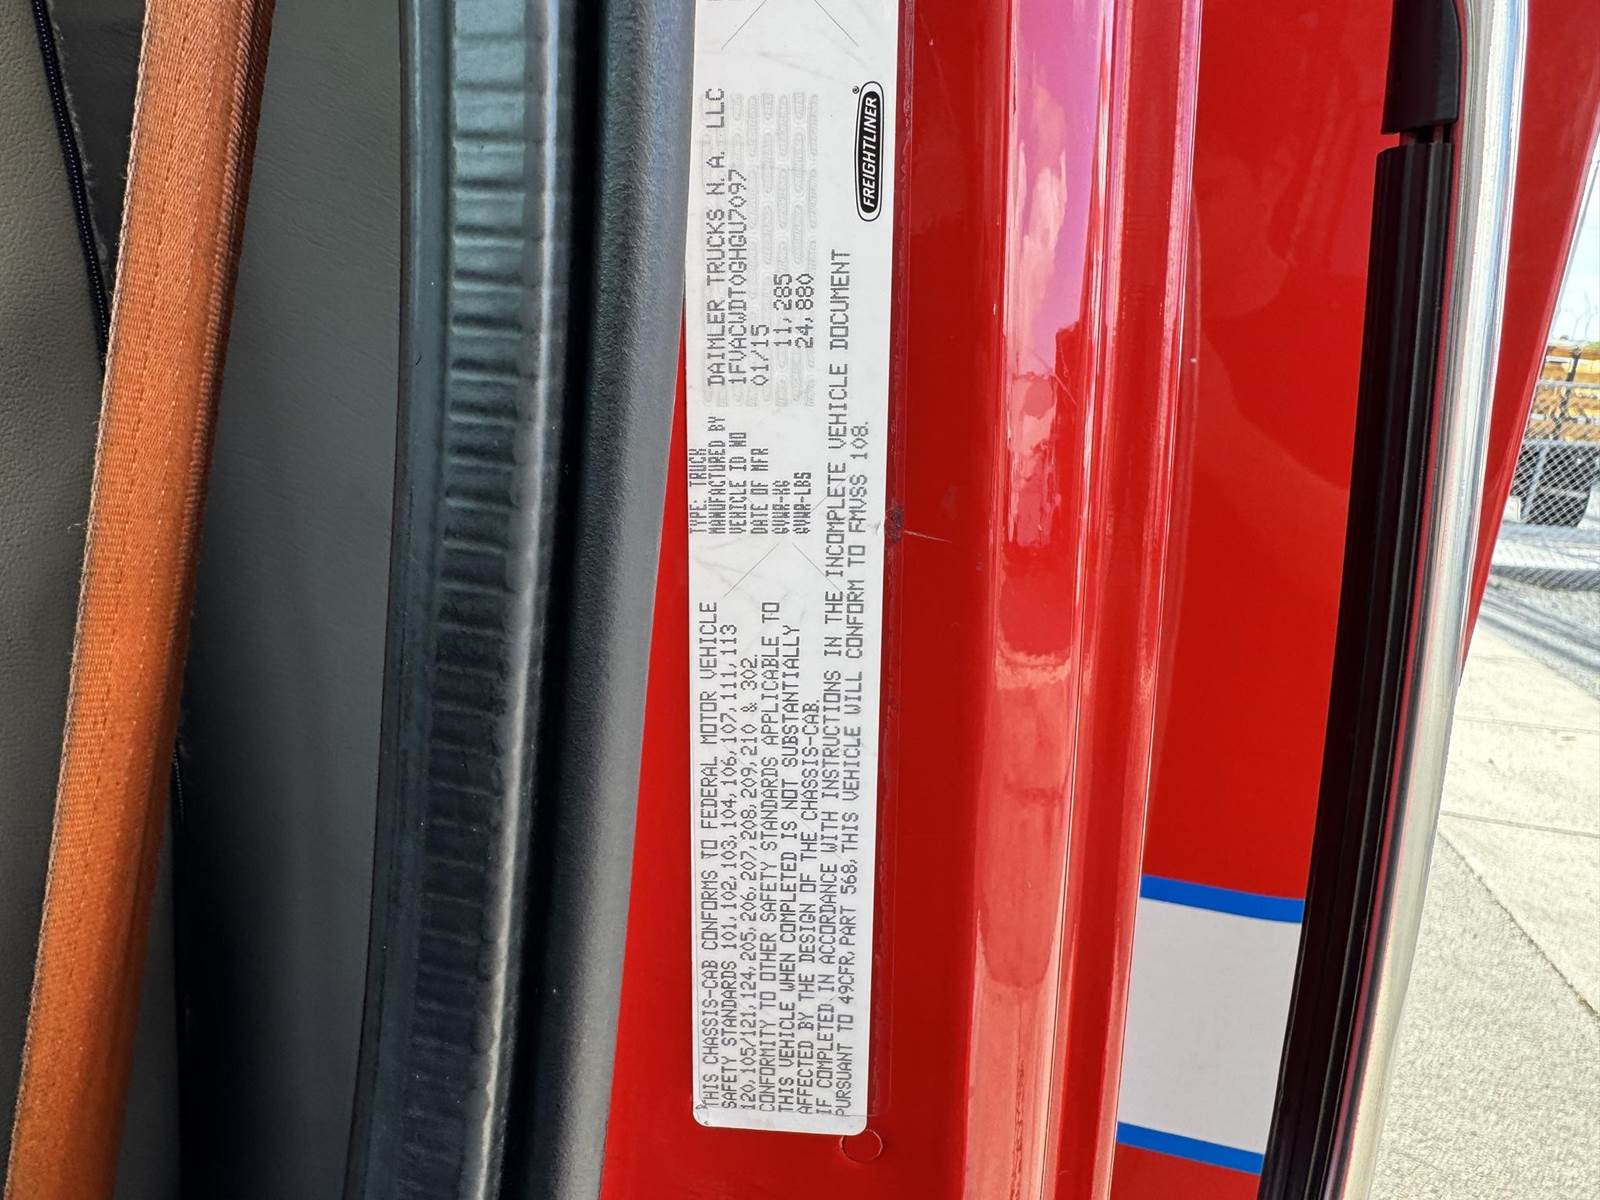 THIS CHASSIS-CAB CONFORMS TO FEDERAL MOTOR VEHICLE
SAFETY STANDARDS 101,102,103,104,106,107,111,113
120,105/121,124,205,206,207,208,209,210 & 302.
CONFORMITY TO OTHER SAFETY STANDARDS APPLICABLE TO
THIS VEHICLE WHEN COMPLETED IS NOT SUBSTANTIALLY
AFFECTED BY THE DESIGN OF THE CHASSIS-CAB.
IF COMPLETED IN ACCORDANCE WITH INSTRUCTIONS IN THE INCOMPLETE VEHICLE DOCUMENT
PURSUANT TO 49CFR,PART 568,THIS VEHICLE WILL CONFORM TO FMVSS 108.
TYPE: TRUCK
MANUFACTURED BY DAIMLER TRUCKS N.A. LLC
VEHICLE ID NO 1FVACWDT0GHGU7097
DATE OF MFR 01/15
GVWR-KG 11,285
GVWR-LBS 24,880
FREIGHTLINER®